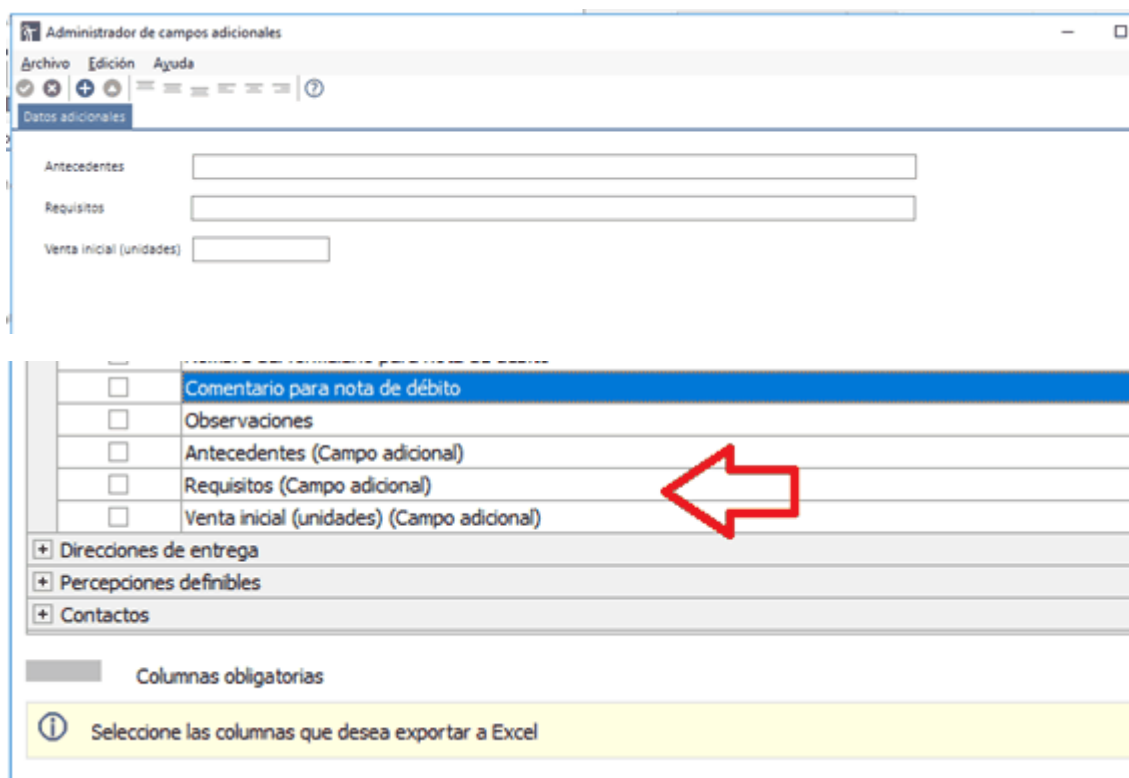 Administrador de campos adicionales
Archivo Edición Ayuda
Datos adicionales
Antecedentes
Requisitos
Venta inicial (unidades)
Comentario para nota de débito
Observaciones
Antecedentes (Campo adicional)
Requisitos (Campo adicional)
Venta inicial (unidades) (Campo adicional)
Direcciones de entrega
Percepciones definibles
Contactos
Columnas obligatorias
Seleccione las columnas que desea exportar a Excel